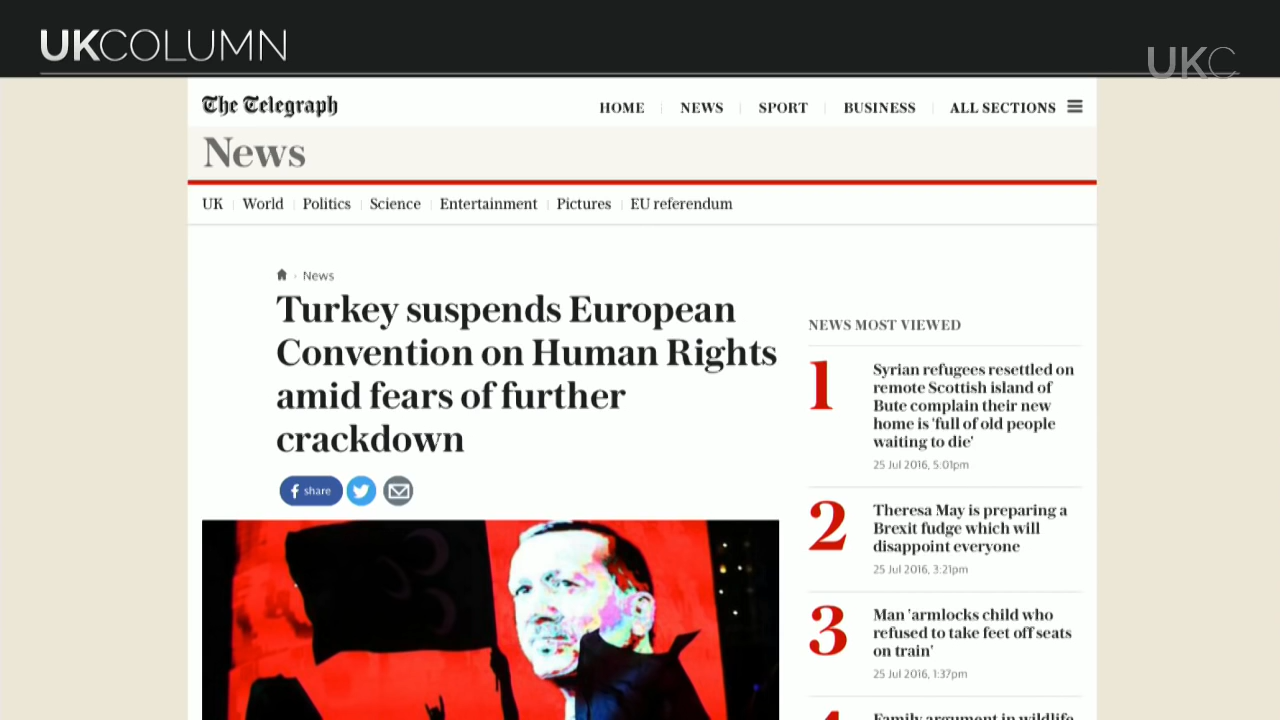 UKCOLUMN
UKC
The Telegraph
HOME NEWS SPORT BUSINESS ALL SECTIONS
News
UK World Politics Science Entertainment Pictures EU referendum
News
Turkey suspends European
Convention on Human Rights
amid fears of further
crackdown
share
NEWS MOST VIEWED
1
Syrian refugees resettled on
remote Scottish island of
Bute complain their new
home is 'full of old people
waiting to die'
25 Jul 2016, 5:01pm
2
Theresa May is preparing a
Brexit fudge which will
disappoint everyone
25 Jul 2016, 3:21pm
3
Man 'armlocks child who
refused to take feet off seats
on train'
25 Jul 2016, 1:37pm
4
Family argument in wildlife